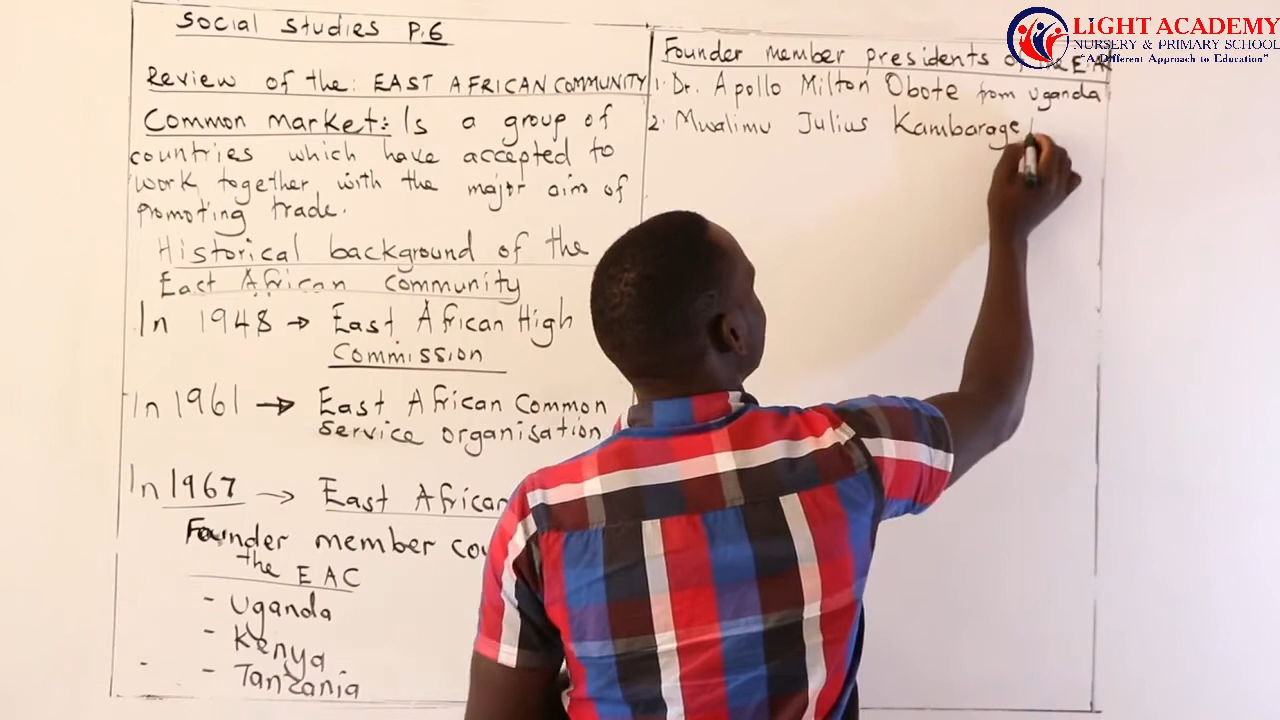 Social Studies P.6
Review of the: EAST AFRICAN COMMUNITY
Common market: Is a group of
countries which have accepted to
work together with the major aim of
promoting trade.
Historical background of the
East African community
In 1948 → East African High
Commission
In 1961 → East African Common
Service organisation
In 1967 → East African
Founder member
the EAC
- Uganda
- Kenya
- Tanzania
Founder member presidents of the EAC
1. Dr. Apollo Milton Obote from Uganda
2. Mwalimu Julius Kambarage
LIGHT ACADEMY
NURSERY & PRIMARY SCHOOL
"A Different Approach to Education"